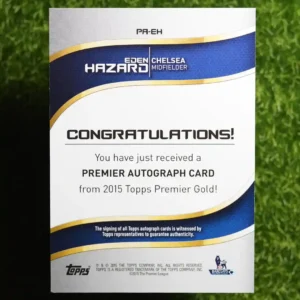 PA-EH
EDEN HAZARD
CHELSEA MIDFIELDER
CONGRATULATIONS!
You have just received a
PREMIER AUTOGRAPH CARD
from 2015 Topps Premier Gold!
The signing of all Topps autograph cards is witnessed by
Topps representatives to guarantee authenticity.
Topps